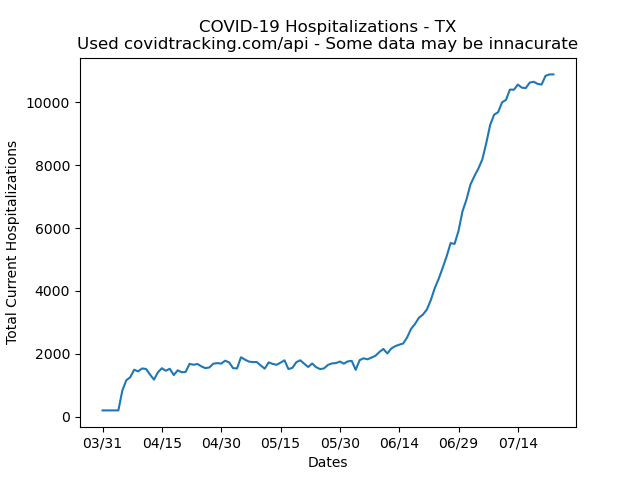 COVID-19 Hospitalizations - TX
Used covidtracking.com/api - Some data may be innacurate
Total Current Hospitalizations
10000
8000
6000
4000
2000
0
03/31 04/15 04/30 05/15 05/30 06/14 06/29 07/14
Dates